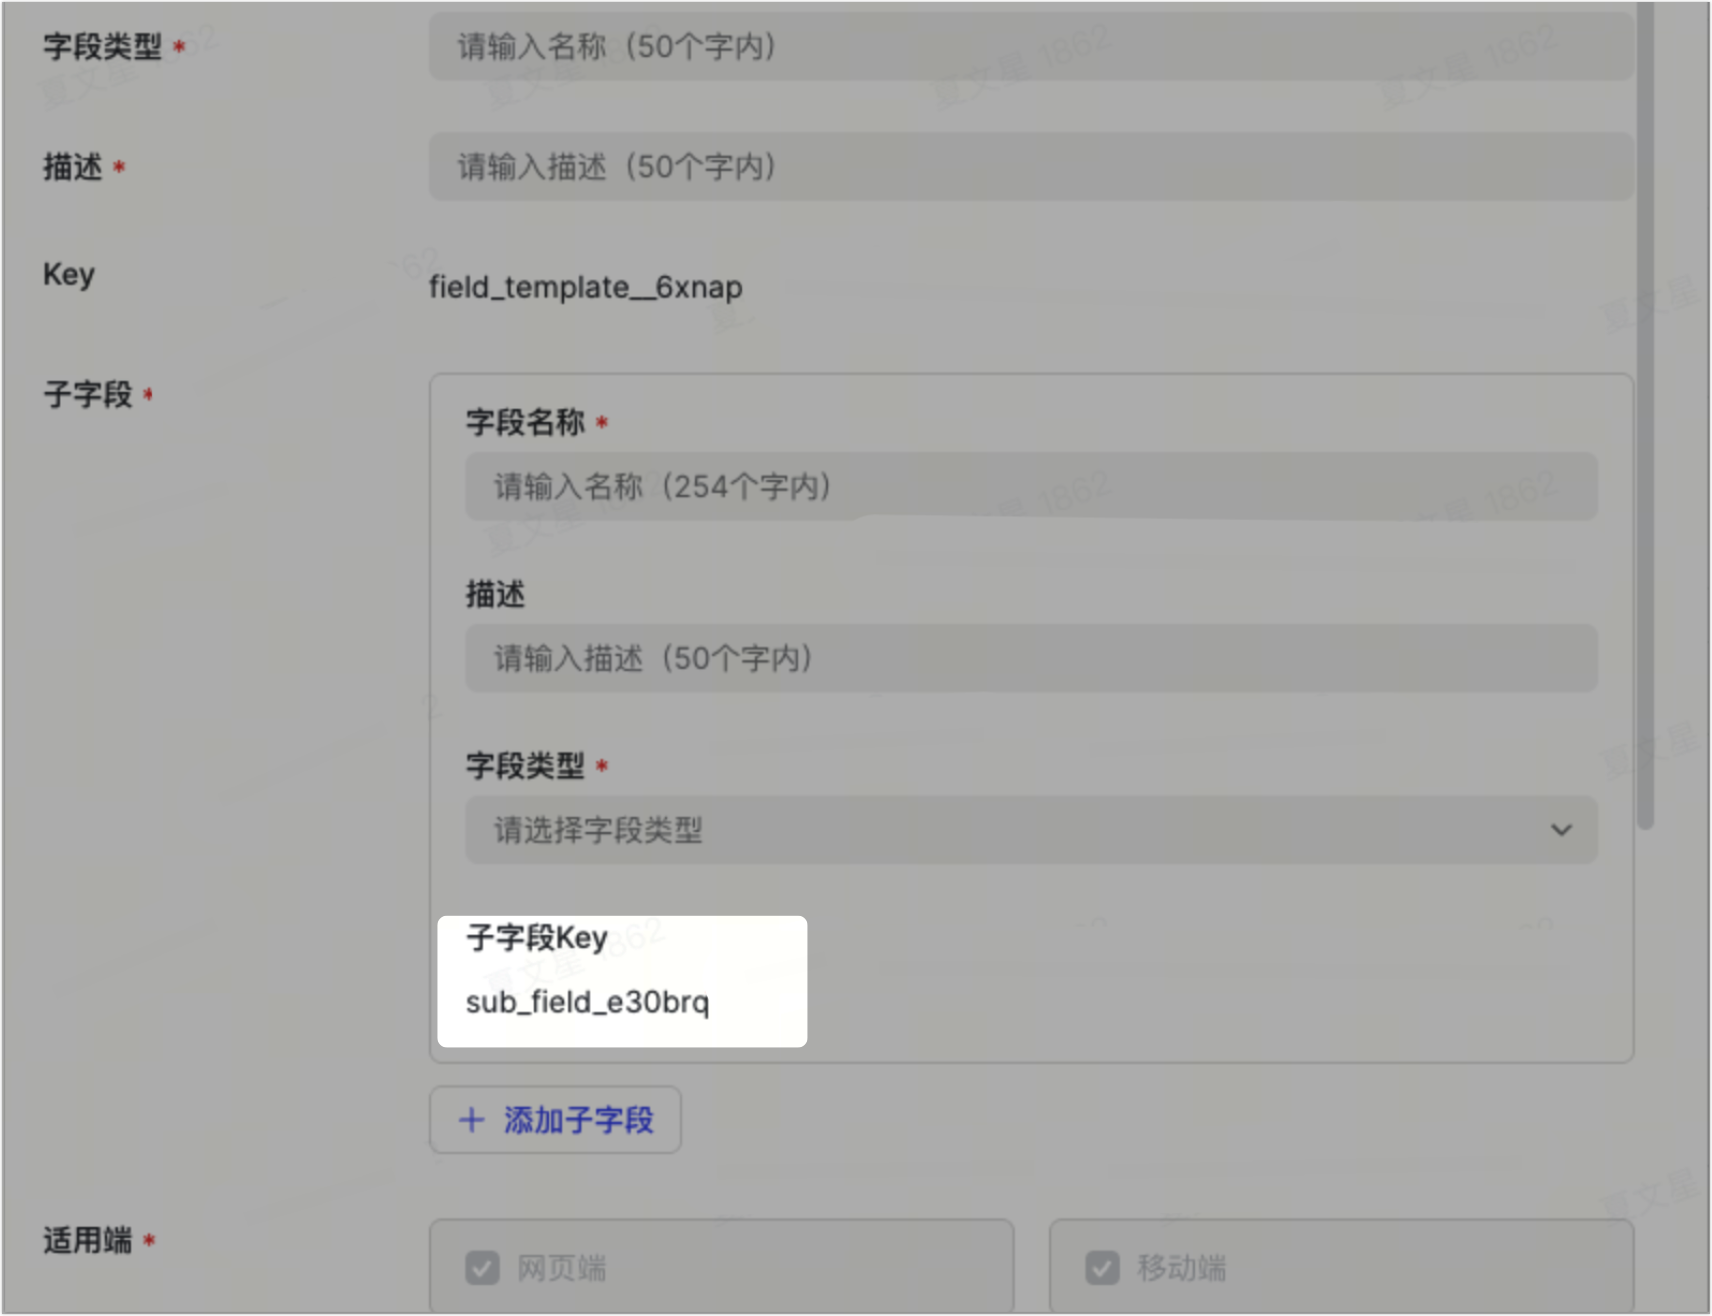 字段类型 *
请输入名称（50个字内）
描述 *
请输入描述（50个字内）
Key
field_template__6xnap
子字段 *
字段名称 *
请输入名称（254个字内）
描述
请输入描述（50个字内）
字段类型 *
请选择字段类型
子字段Key
sub_field_e30brq
+ 添加子字段
适用端 *
网页端
移动端
夏文星 1862